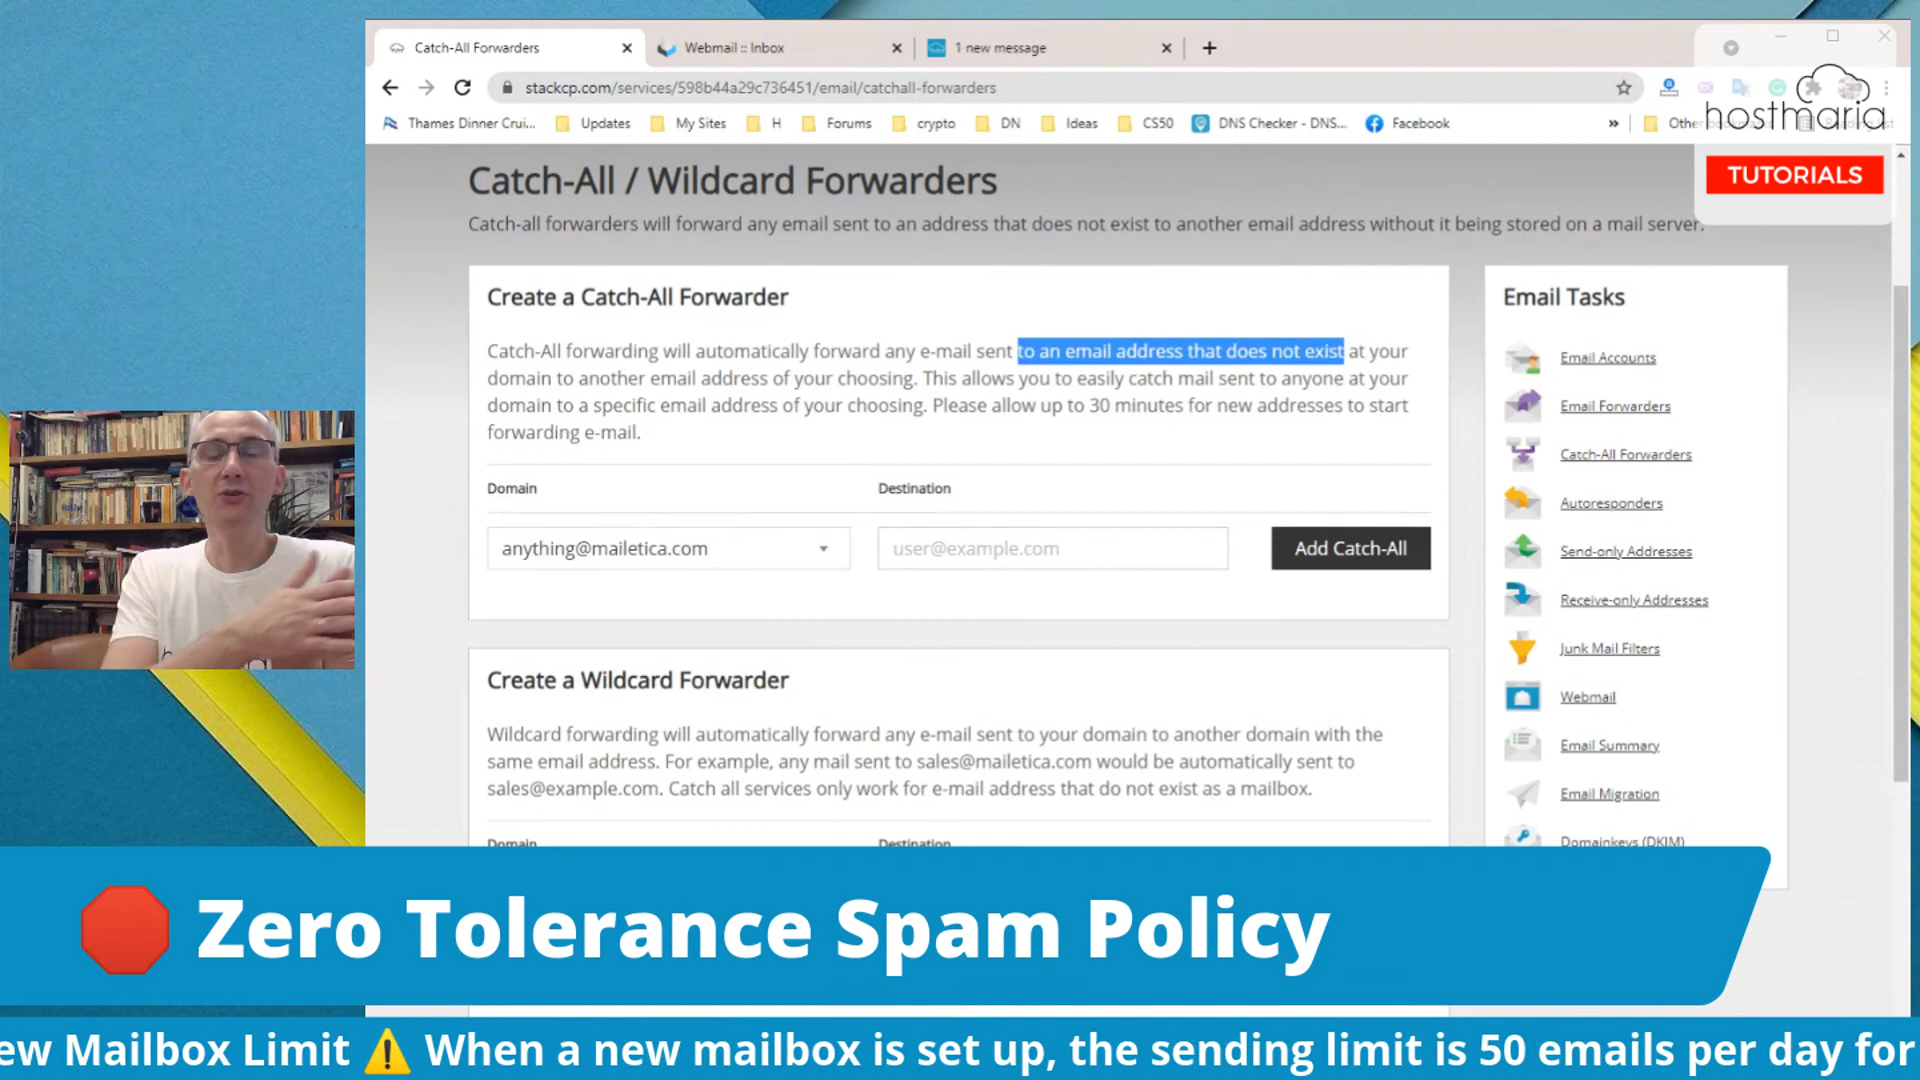 Catch-All Forwarders
Webmail :: Inbox
1 new message
stackcp.com/services/598b44a29c736451/email/catchall-forwarders
Thames Dinner Crui...
Updates
My Sites
H
Forums
crypto
DN
Ideas
CS50
DNS Checker - DNS...
Facebook
»
hostmaria
TUTORIALS
Catch-All / Wildcard Forwarders
Catch-all forwarders will forward any email sent to an address that does not exist to another email address without it being stored on a mail server.
Create a Catch-All Forwarder
Catch-All forwarding will automatically forward any e-mail sent to an email address that does not exist at your
domain to another email address of your choosing. This allows you to easily catch mail sent to anyone at your
domain to a specific email address of your choosing. Please allow up to 30 minutes for new addresses to start
forwarding e-mail.
Domain
Destination
anything@mailetica.com
user@example.com
Add Catch-All
Create a Wildcard Forwarder
Wildcard forwarding will automatically forward any e-mail sent to your domain to another domain with the
same email address. For example, any mail sent to sales@mailetica.com would be automatically sent to
sales@example.com. Catch all services only work for e-mail address that do not exist as a mailbox.
Domain
Destination
Email Tasks
Email Accounts
Email Forwarders
Catch-All Forwarders
Autoresponders
Send-only Addresses
Receive-only Addresses
Junk Mail Filters
Webmail
Email Summary
Email Migration
Domainkeys (DKIM)
Zero Tolerance Spam Policy
ew Mailbox Limit ⚠️ When a new mailbox is set up, the sending limit is 50 emails per day for